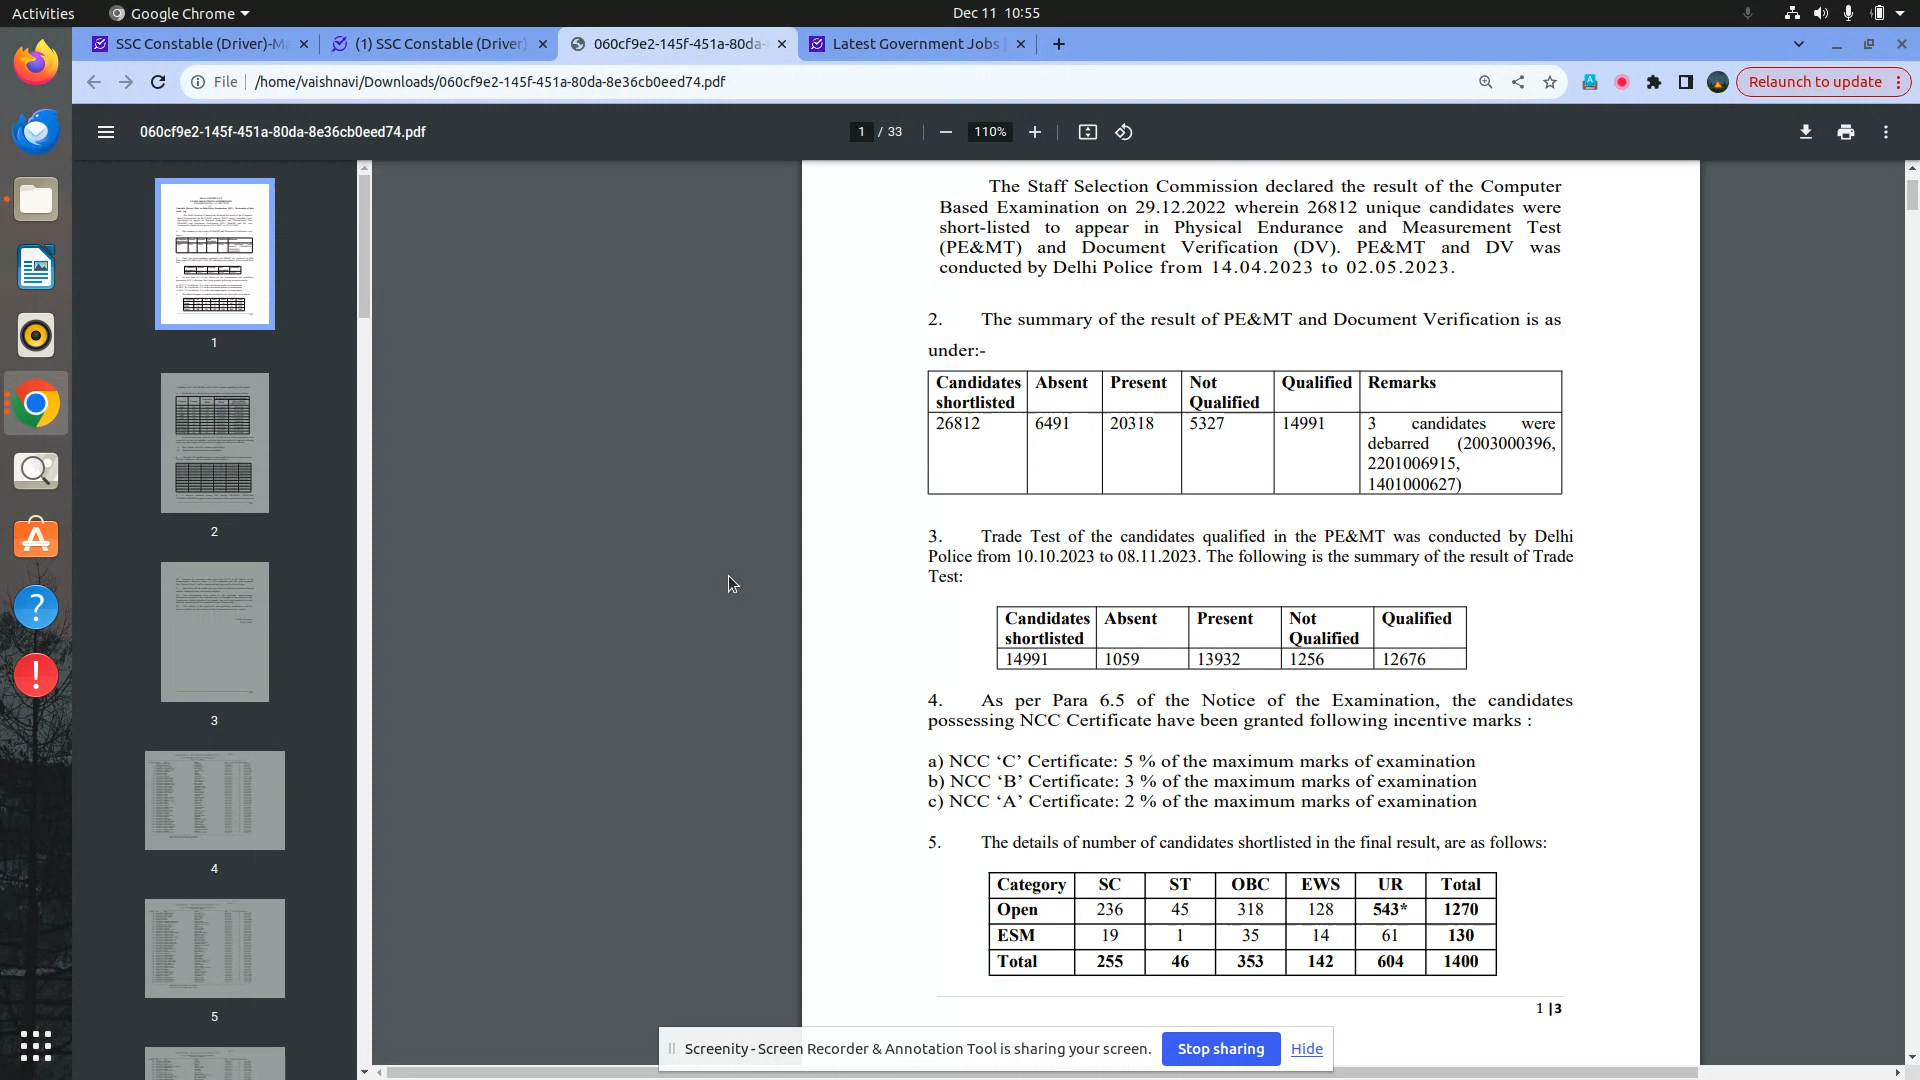 Activities
Google Chrome
Dec 11 10:55
SSC Constable (Driver)-Ma
(1) SSC Constable (Driver)
060cf9e2-145f-451a-80da-
Latest Government Jobs
File
/home/vaishnavi/Downloads/060cf9e2-145f-451a-80da-8e36cb0eed74.pdf
Relaunch to update
060cf9e2-145f-451a-80da-8e36cb0eed74.pdf
1 / 33
110%
1
2
3
4
5
The Staff Selection Commission declared the result of the Computer
Based Examination on 29.12.2022 wherein 26812 unique candidates were
short-listed to appear in Physical Endurance and Measurement Test
(PE&MT) and Document Verification (DV). PE&MT and DV was
conducted by Delhi Police from 14.04.2023 to 02.05.2023.
2. The summary of the result of PE&MT and Document Verification is as
under:-
Candidates shortlisted Absent Present Not Qualified Qualified Remarks
26812 6491 20318 5327 14991 3 candidates were
debarred (2003000396,
2201006915,
1401000627)
3. Trade Test of the candidates qualified in the PE&MT was conducted by Delhi
Police from 10.10.2023 to 08.11.2023. The following is the summary of the result of Trade
Test:
Candidates shortlisted Absent Present Not Qualified Qualified
14991 1059 13932 1256 12676
4. As per Para 6.5 of the Notice of the Examination, the candidates
possessing NCC Certificate have been granted following incentive marks :
a) NCC ‘C’ Certificate: 5 % of the maximum marks of examination
b) NCC ‘B’ Certificate: 3 % of the maximum marks of examination
c) NCC ‘A’ Certificate: 2 % of the maximum marks of examination
5. The details of number of candidates shortlisted in the final result, are as follows:
Category SC ST OBC EWS UR Total
Open 236 45 318 128 543* 1270
ESM 19 1 35 14 61 130
Total 255 46 353 142 604 1400
1 | 3
Screenity - Screen Recorder & Annotation Tool is sharing your screen.
Stop sharing
Hide